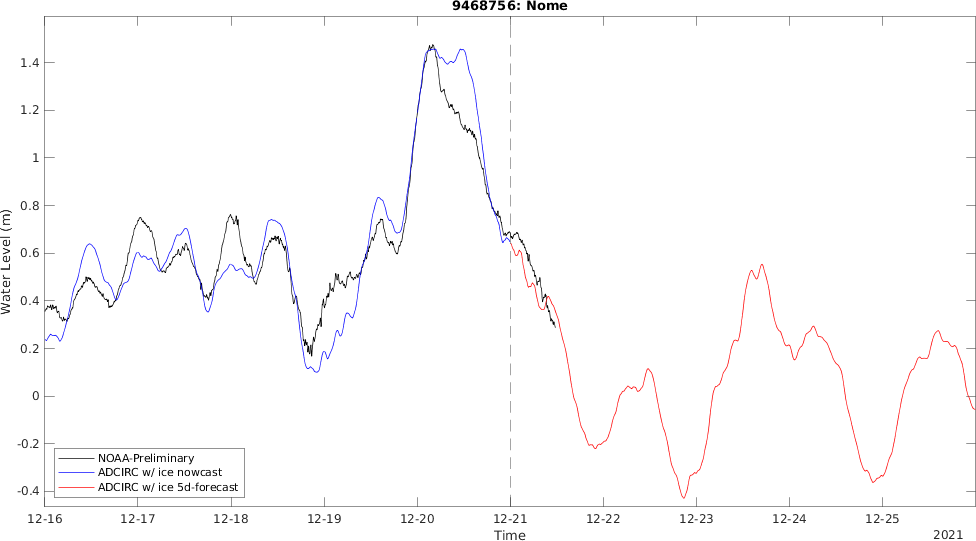 9468756: Nome
Water Level (m)
1.4
1.2
1
0.8
0.6
0.4
0.2
0
-0.2
-0.4
NOAA-Preliminary
ADCIRC w/ ice nowcast
ADCIRC w/ ice 5d-forecast
12-16 12-17 12-18 12-19 12-20 12-21 12-22 12-23 12-24 12-25
Time
2021